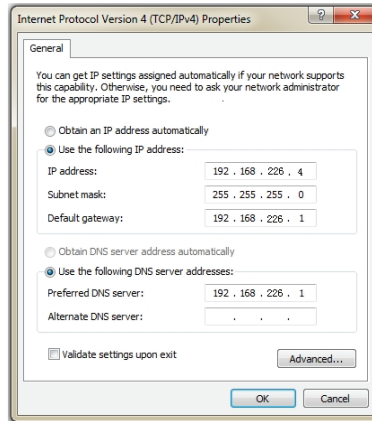 Internet Protocol Version 4 (TCP/IPv4) Properties
General
You can get IP settings assigned automatically if your network supports
this capability. Otherwise, you need to ask your network administrator
for the appropriate IP settings.
Obtain an IP address automatically
Use the following IP address:
IP address: 192 . 168 . 226 . 4
Subnet mask: 255 . 255 . 255 . 0
Default gateway: 192 . 168 . 226 . 1
Obtain DNS server address automatically
Use the following DNS server addresses:
Preferred DNS server: 192 . 168 . 226 . 1
Alternate DNS server: . . .
Validate settings upon exit
Advanced...
OK Cancel